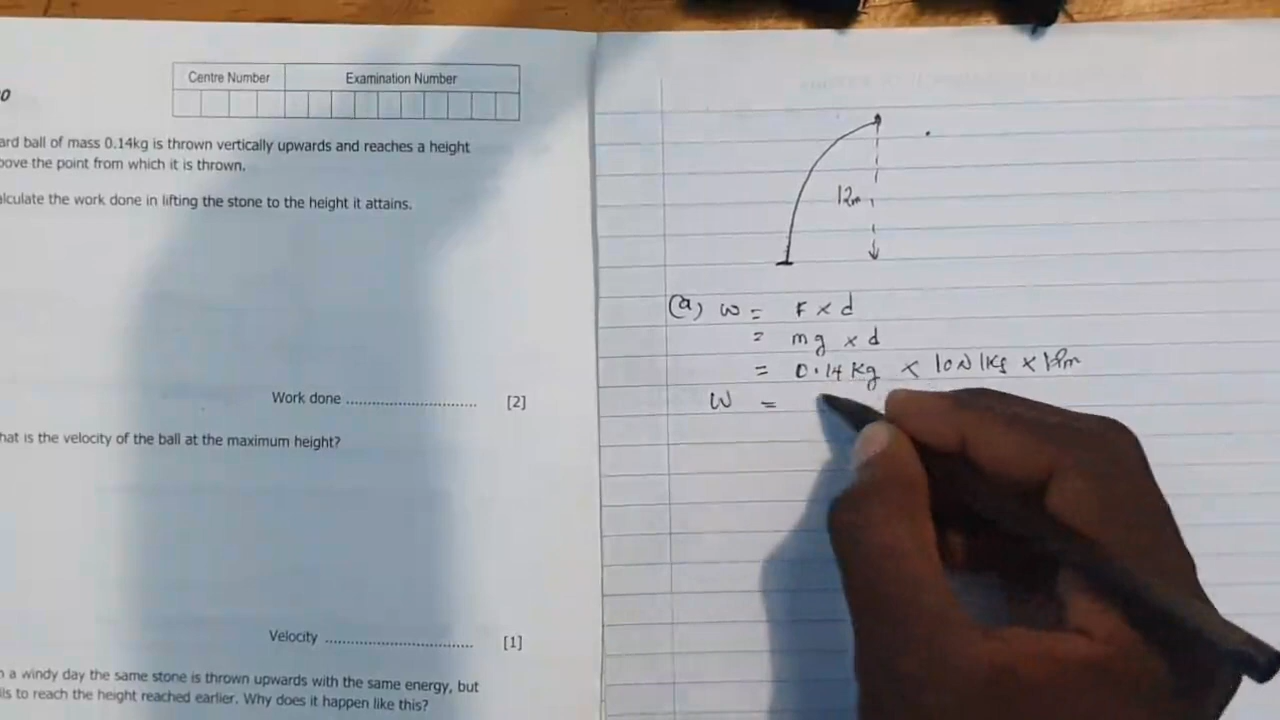 0
Centre Number Examination Number
ard ball of mass 0.14kg is thrown vertically upwards and reaches a height
bove the point from which it is thrown.
alculate the work done in lifting the stone to the height it attains.
Work done .............................. [2]
hat is the velocity of the ball at the maximum height?
Velocity ................................. [1]
n a windy day the same stone is thrown upwards with the same energy, but
ils to reach the height reached earlier. Why does it happen like this?
12m
(a) W = F x d
= mg x d
= 0.14 kg x 10N/kg x 12m
W =